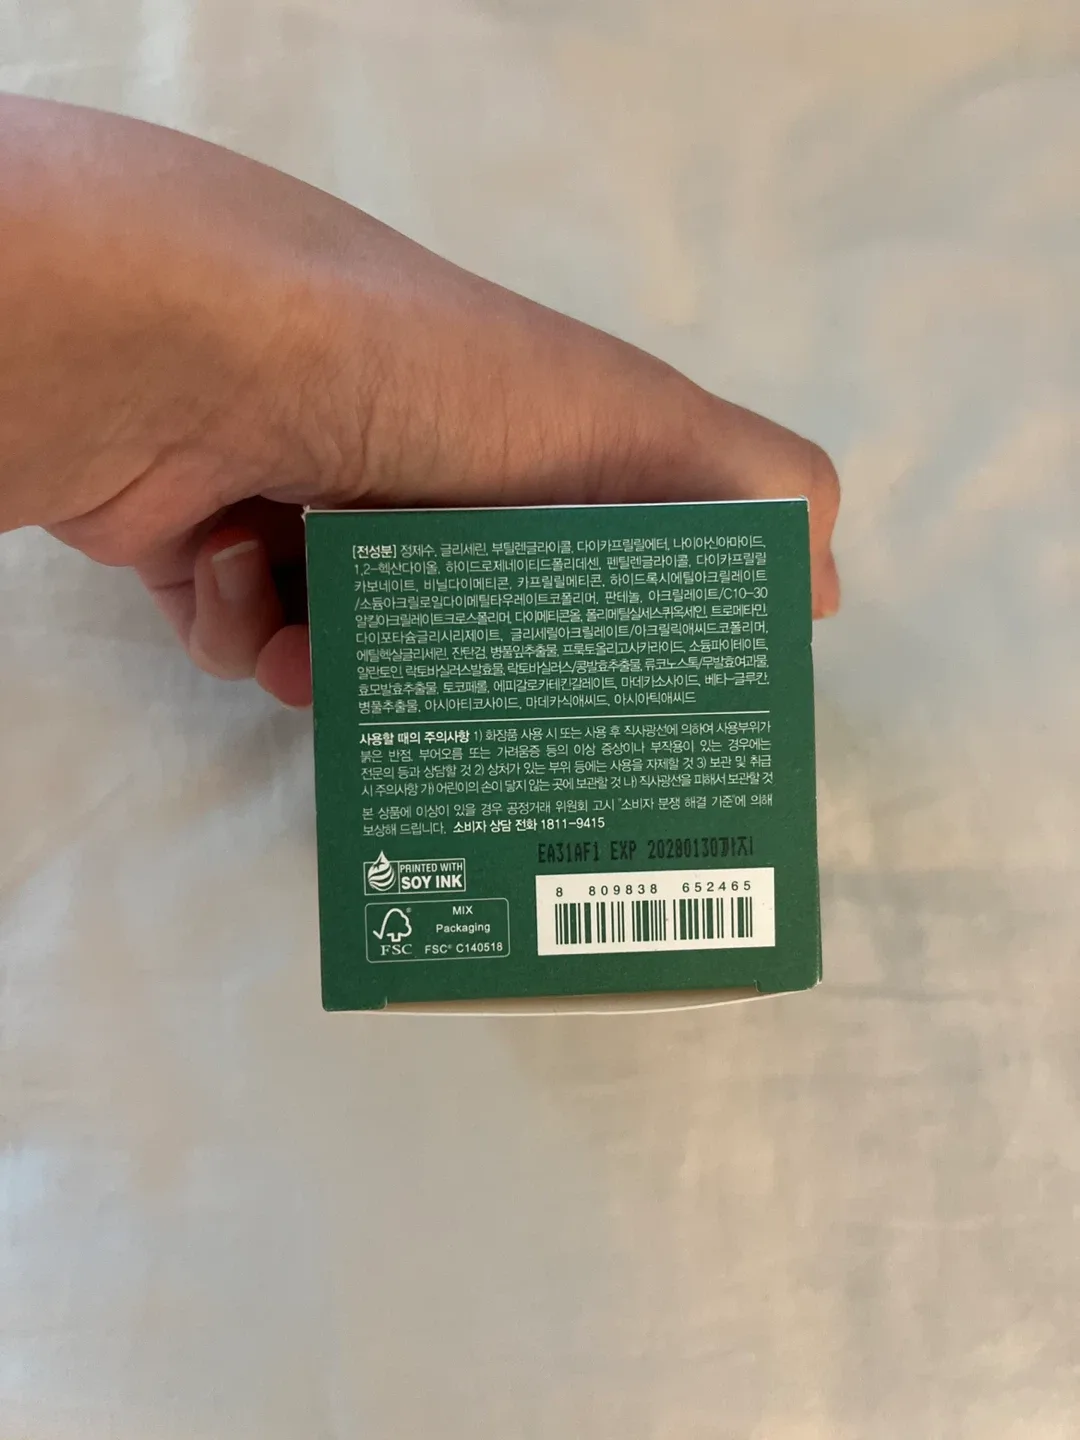 [전성분] 정제수, 글리세린, 부틸렌글라이콜, 다이카프릴릴에터, 나이아신아마이드,
1,2-헥산다이올, 하이드로제네이티드폴리데센, 펜틸렌글라이콜, 다이카프릴릴
카보네이트, 비닐다이메티콘, 카프릴릴메티콘, 하이드록시에틸아크릴레이트
/소듐아크릴로일다이메틸타우레이트코폴리머, 판테놀, 아크릴레이트/C10-30
알킬아크릴레이트크로스폴리머, 다이메티콘올, 폴리메틸실세스퀴옥세인, 트로메타민,
다이포타슘글리시리제이트, 글리세릴아크릴레이트/아크릴릭애씨드코폴리머,
에틸헥실글리세린, 잔탄검, 병풀잎추출물, 프룩토올리고사카라이드, 소듐파이테이트,
알란토인, 락토바실러스발효물, 락토바실러스/콩발효추출물, 류코노스톡/무발효여과물,
효모발효추출물, 토코페롤, 에피갈로카테킨갈레이트, 마데카소사이드, 베타-글루칸,
병풀추출물, 아시아티코사이드, 마데카식애씨드, 아시아틱애씨드
사용할 때의 주의사항 1) 화장품 사용 시 또는 사용 후 직사광선에 의하여 사용부위가
붉은 반점, 부어오름 또는 가려움증 등의 이상 증상이나 부작용이 있는 경우에는
전문의 등과 상담할 것 2) 상처가 있는 부위 등에는 사용을 자제할 것 3) 보관 및 취급
시 주의사항 가) 어린이의 손이 닿지 않는 곳에 보관할 것 나) 직사광선을 피해서 보관할 것
본 상품에 이상이 있을 경우 공정거래 위원회 고시 '소비자 분쟁 해결 기준'에 의해
보상해 드립니다. 소비자 상담 전화 1811-9415
EA31AF1 EXP 20280130까지
PRINTED WITH
SOY INK
8 809838 652465
MIX
Packaging
FSC® C140518
FSC